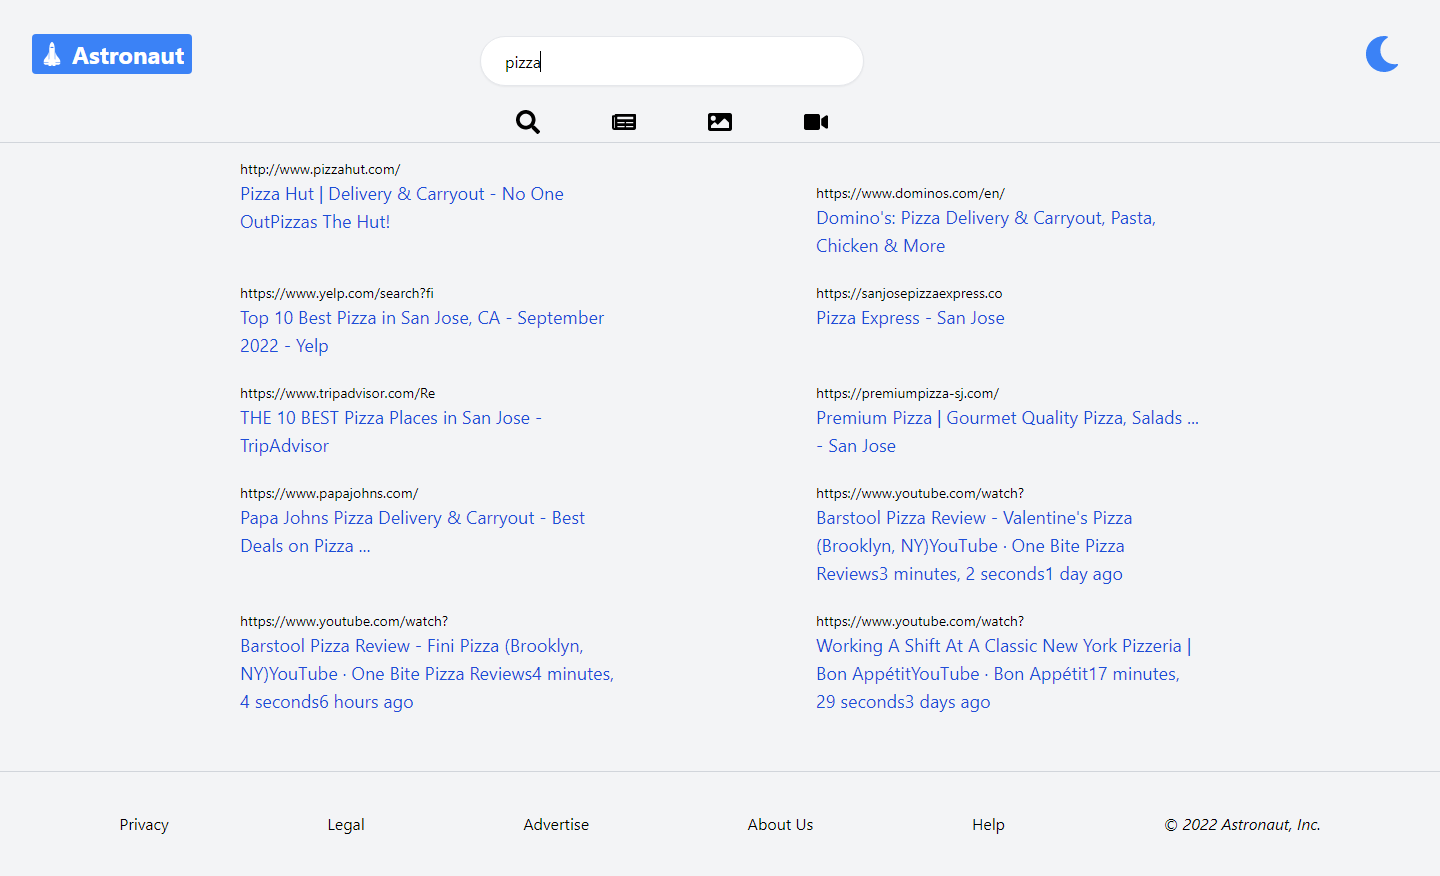 Astronaut
pizza
http://www.pizzahut.com/
Pizza Hut | Delivery & Carryout - No One
OutPizzas The Hut!
https://www.dominos.com/en/
Domino's: Pizza Delivery & Carryout, Pasta,
Chicken & More
https://www.yelp.com/search?fi
Top 10 Best Pizza in San Jose, CA - September
2022 - Yelp
https://sanjosepizzaexpress.co
Pizza Express - San Jose
https://www.tripadvisor.com/Re
THE 10 BEST Pizza Places in San Jose -
TripAdvisor
https://premiumpizza-sj.com/
Premium Pizza | Gourmet Quality Pizza, Salads ...
- San Jose
https://www.papajohns.com/
Papa Johns Pizza Delivery & Carryout - Best
Deals on Pizza ...
https://www.youtube.com/watch?
Barstool Pizza Review - Valentine's Pizza
(Brooklyn, NY)YouTube · One Bite Pizza
Reviews3 minutes, 2 seconds1 day ago
https://www.youtube.com/watch?
Barstool Pizza Review - Fini Pizza (Brooklyn,
NY)YouTube · One Bite Pizza Reviews4 minutes,
4 seconds6 hours ago
https://www.youtube.com/watch?
Working A Shift At A Classic New York Pizzeria |
Bon AppétitYouTube · Bon Appétit17 minutes,
29 seconds3 days ago
Privacy
Legal
Advertise
About Us
Help
© 2022 Astronaut, Inc.